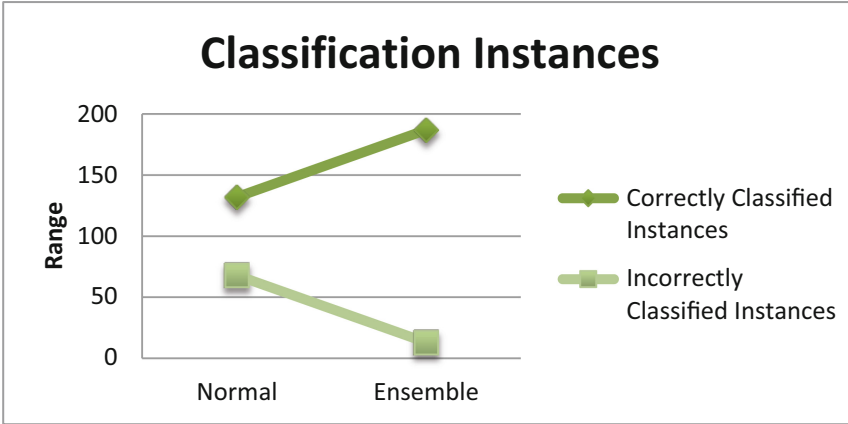 Classification Instances
200
150
100
50
0
Range
Normal
Ensemble
Correctly Classified
Instances
Incorrectly
Classified Instances